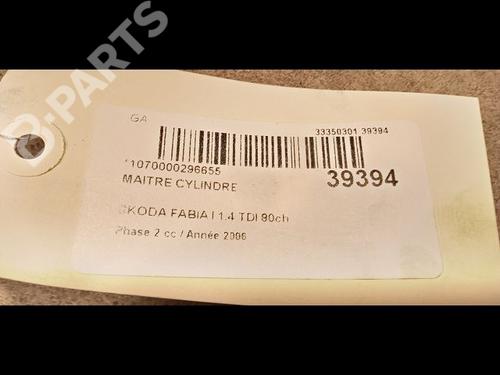 B-PARTS
GA
33350301 39394
*1070000296655
39394
MAITRE CYLINDRE
SKODA FABIA I 1.4 TDI 80ch
Phase 2 cc / Année 2006